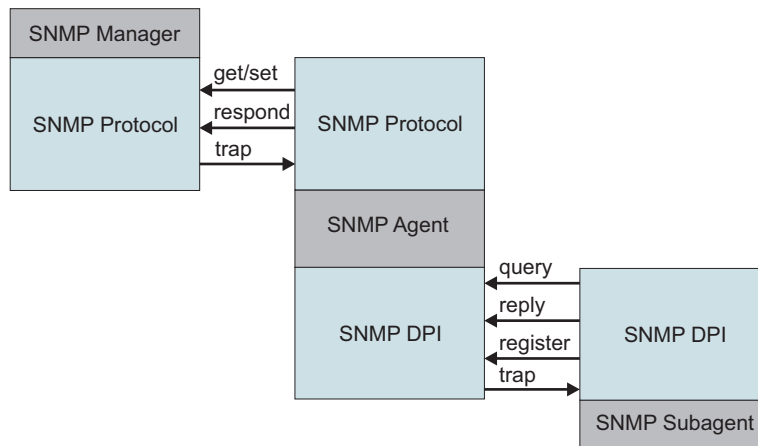 SNMP Manager
SNMP Protocol
get/set
respond
trap
SNMP Protocol
SNMP Agent
SNMP DPI
query
reply
register
trap
SNMP DPI
SNMP Subagent